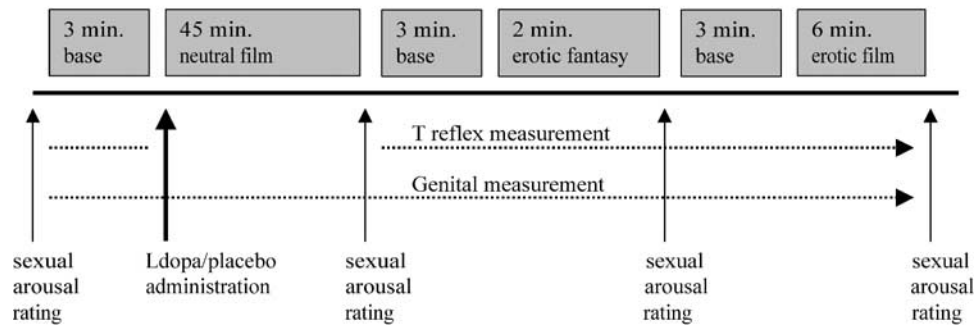 3 min.
base
45 min.
neutral film
3 min.
base
2 min.
erotic fantasy
3 min.
base
6 min.
erotic film
T reflex measurement
Genital measurement
sexual
arousal
rating
Ldopa/placebo
administration
sexual
arousal
rating
sexual
arousal
rating
sexual
arousal
rating